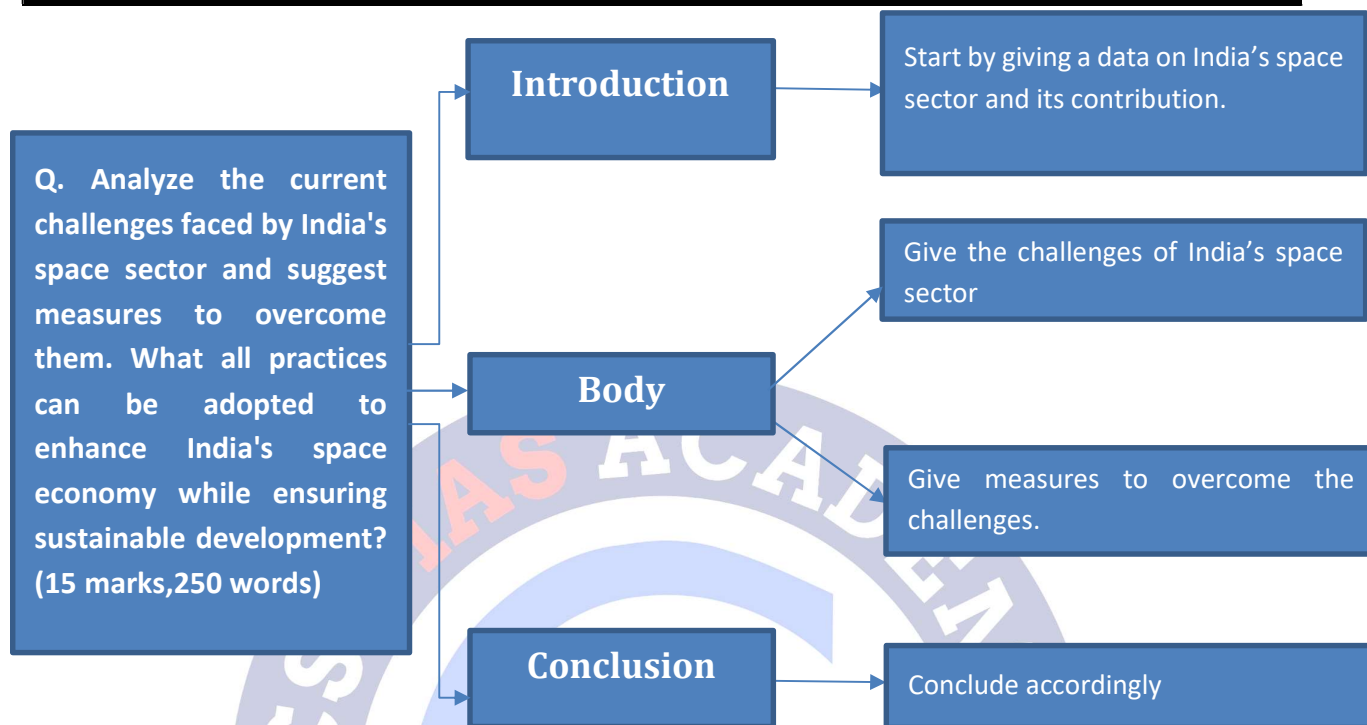 Q. Analyze the current
challenges faced by India's
space sector and suggest
measures to overcome
them. What all practices
can be adopted to
enhance India's space
economy while ensuring
sustainable development?
(15 marks,250 words)
Introduction
Start by giving a data on India’s space
sector and its contribution.
Body
Give the challenges of India’s space
sector
Give measures to overcome the
challenges.
Conclusion
Conclude accordingly
AS ACADE